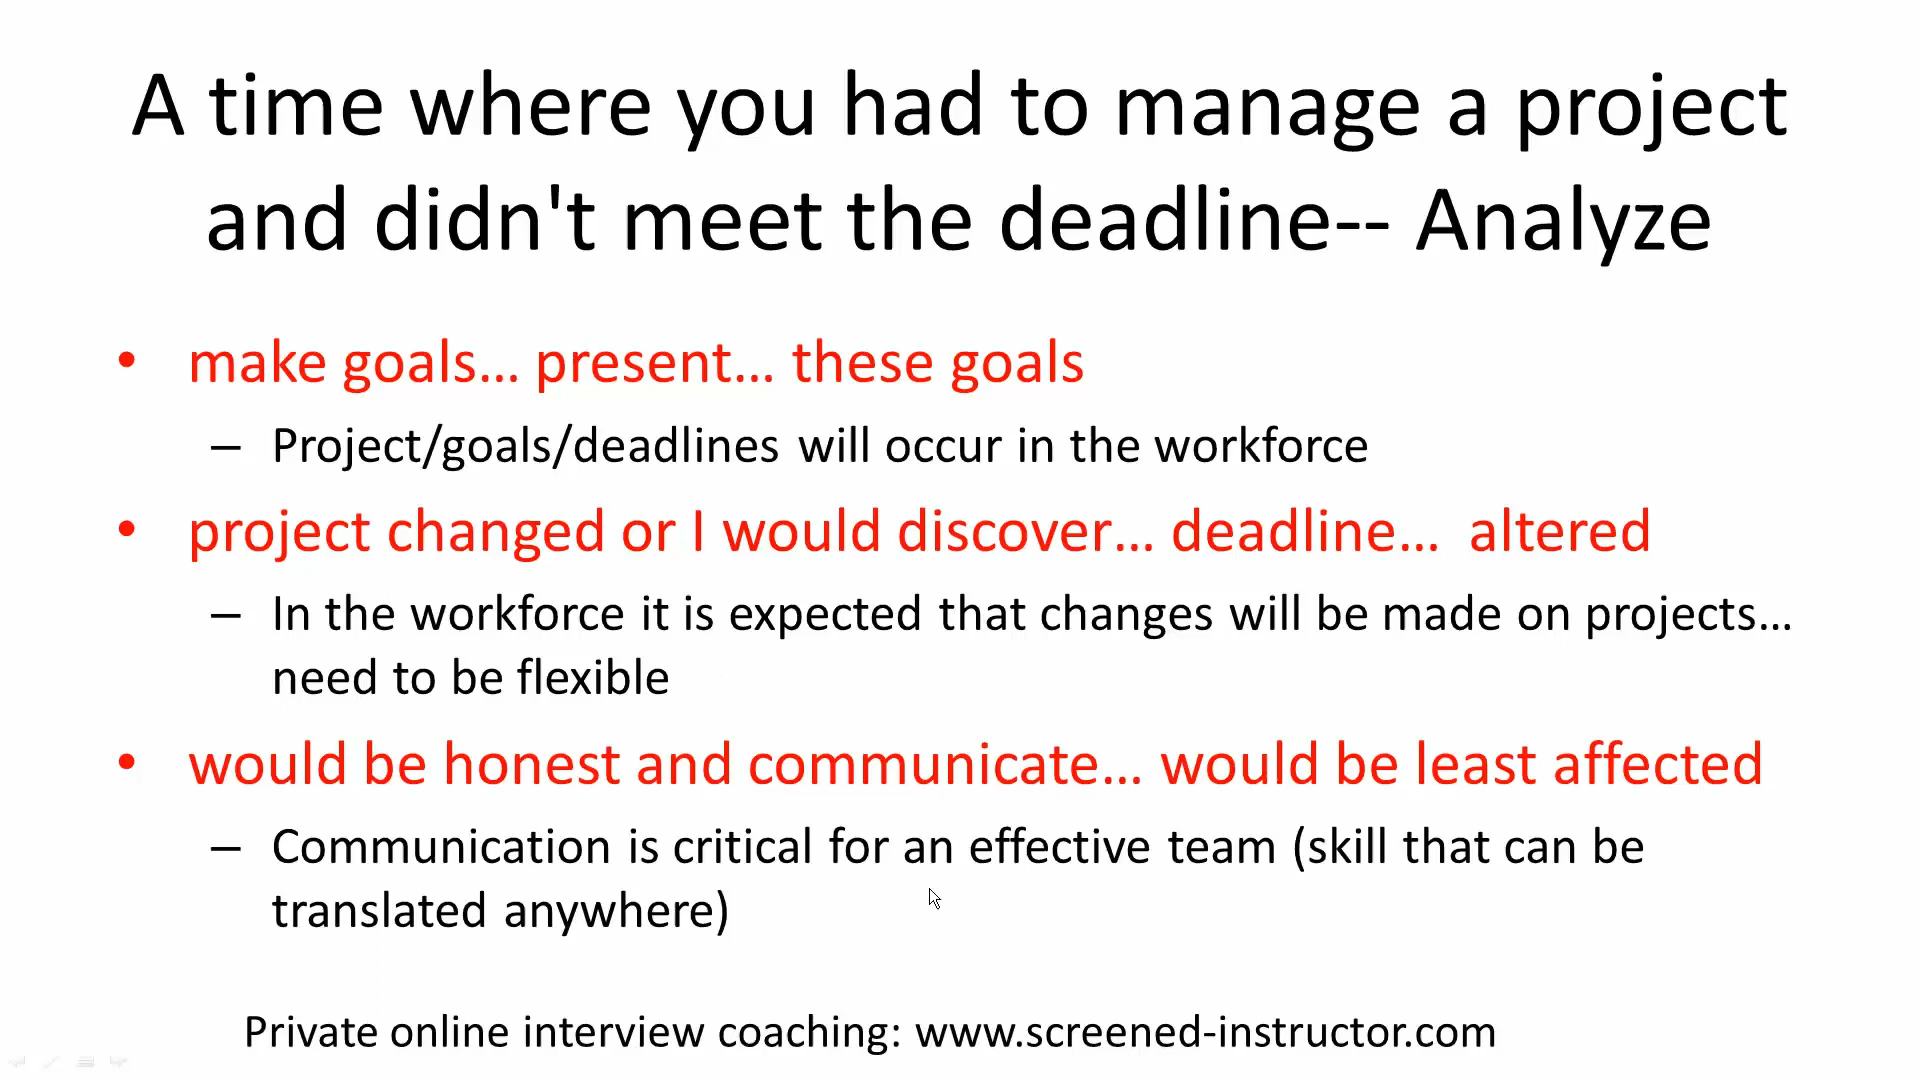 A time where you had to manage a project
and didn't meet the deadline-- Analyze
• make goals... present... these goals
– Project/goals/deadlines will occur in the workforce
• project changed or I would discover... deadline... altered
– In the workforce it is expected that changes will be made on projects...
need to be flexible
• would be honest and communicate... would be least affected
– Communication is critical for an effective team (skill that can be
translated anywhere)
Private online interview coaching: www.screened-instructor.com